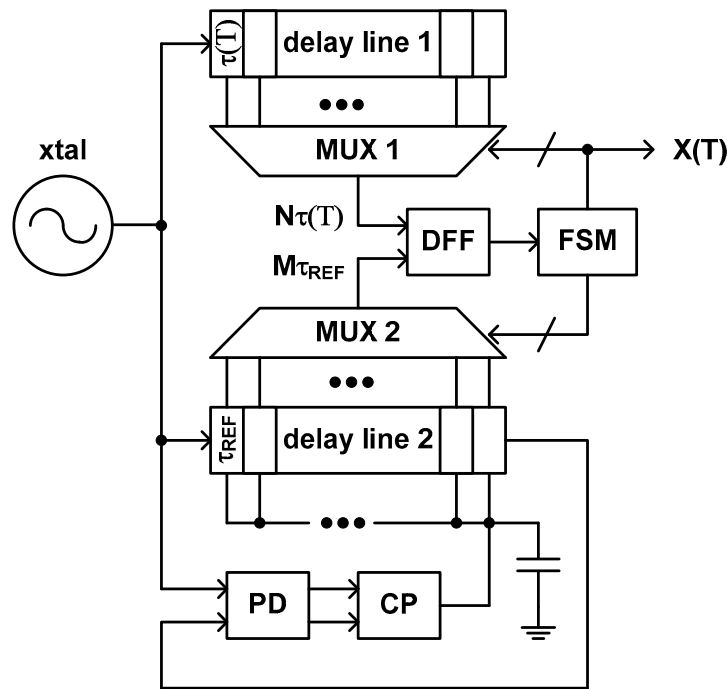 τ(T)
delay line 1
xtal
MUX 1
X(T)
Nτ(T)
DFF
FSM
MτREF
MUX 2
τREF
delay line 2
PD
CP